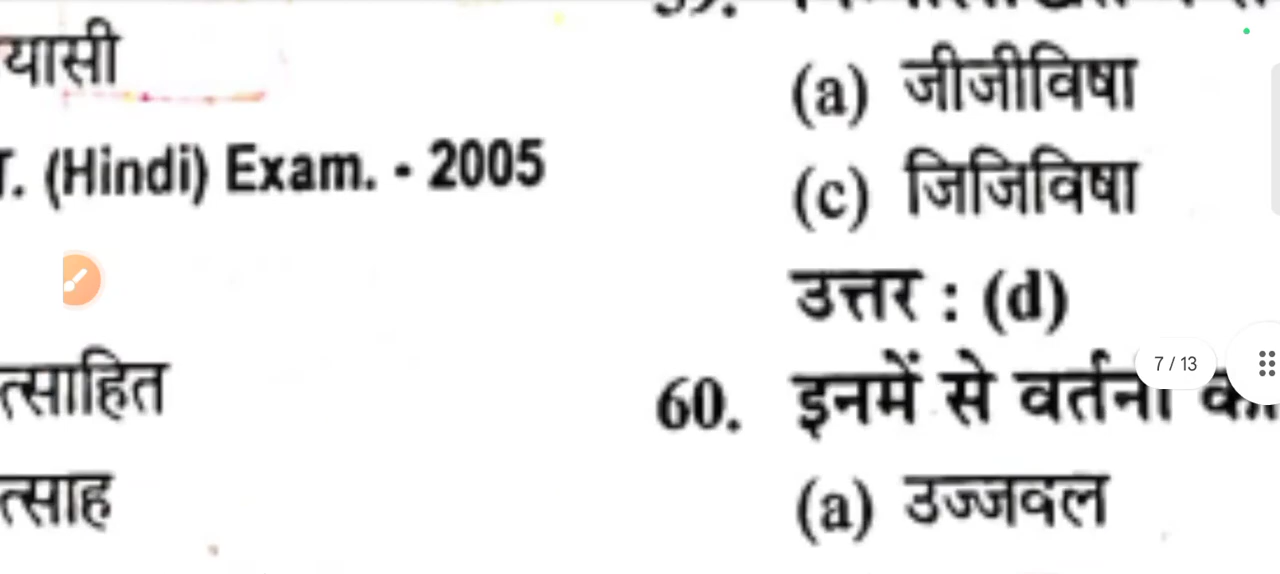 यासी
. (Hindi) Exam. - 2005
त्साहित
त्साह
(a) जीजीविषा
(c) जिजिविषा
उत्तर : (d)
60. इनमें से वर्तनी
(a) उज्जवल
7 / 13